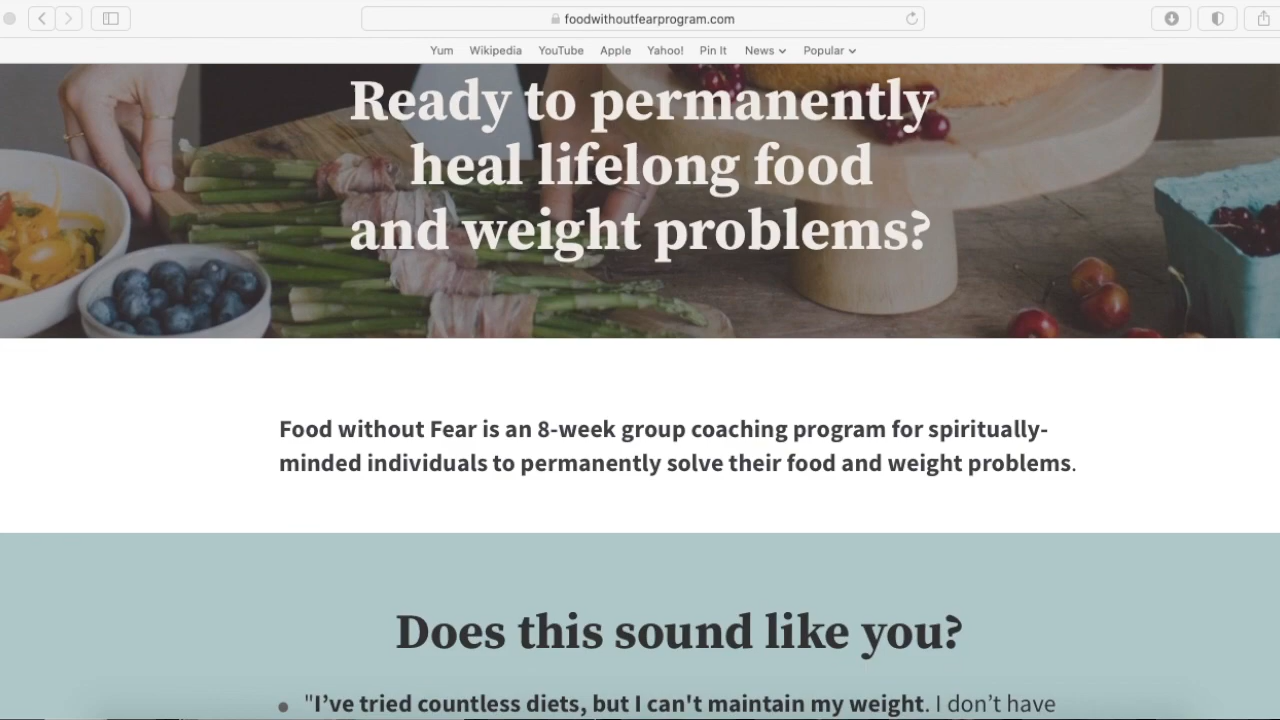 foodwithoutfearprogram.com
Yum Wikipedia YouTube Apple Yahoo! Pin It News Popular
Ready to permanently
heal lifelong food
and weight problems?
Food without Fear is an 8-week group coaching program for spiritually-
minded individuals to permanently solve their food and weight problems.
Does this sound like you?
"I’ve tried countless diets, but I can't maintain my weight. I don’t have